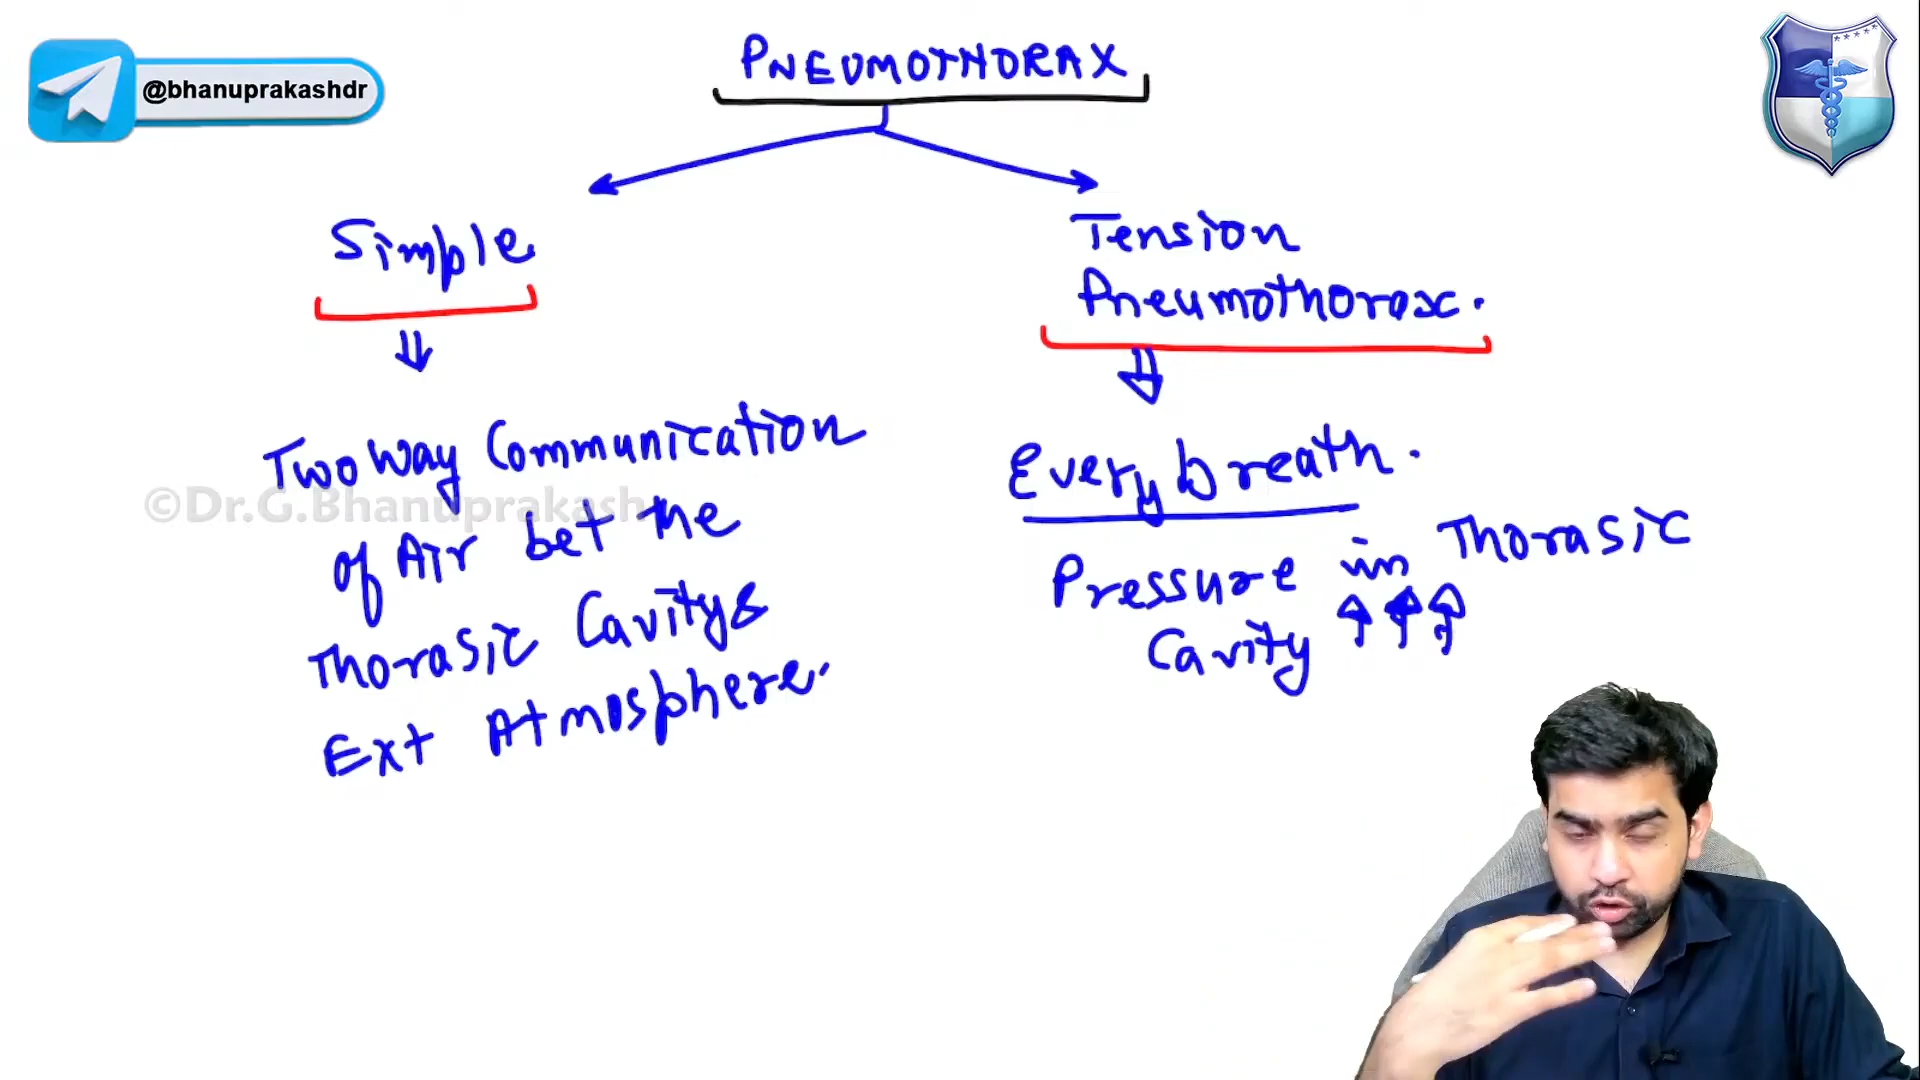 PNEUMOTHORAX
@bhanuprakashdr
Simple
Tension
Pneumothorax.
Two Way Communication
of Air bet the
Thorasic Cavity &
Ext Atmosphere.
Every breath.
Pressure in Thorasic
Cavity ↑↑↑
©Dr.G.Bhanuprakash